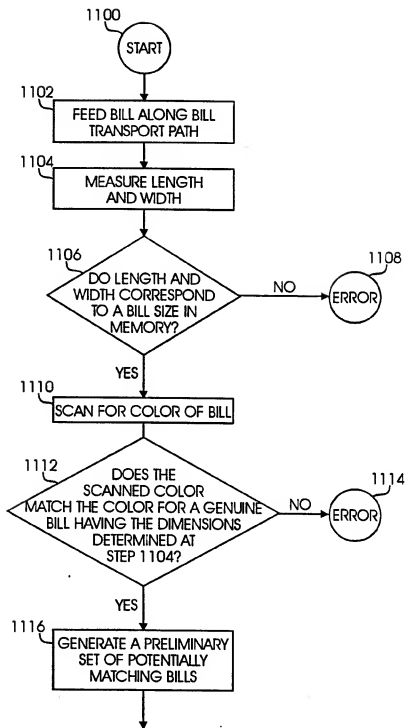 1100
START
1102
FEED BILL ALONG BILL
TRANSPORT PATH
1104
MEASURE LENGTH
AND WIDTH
1106
DO LENGTH AND
WIDTH CORRESPOND
TO A BILL SIZE IN
MEMORY?
NO
1108
ERROR
YES
1110
SCAN FOR COLOR OF BILL
1112
DOES THE
SCANNED COLOR
MATCH THE COLOR FOR A GENUINE
BILL HAVING THE DIMENSIONS
DETERMINED AT
STEP 1104?
NO
1114
ERROR
YES
1116
GENERATE A PRELIMINARY
SET OF POTENTIALLY
MATCHING BILLS